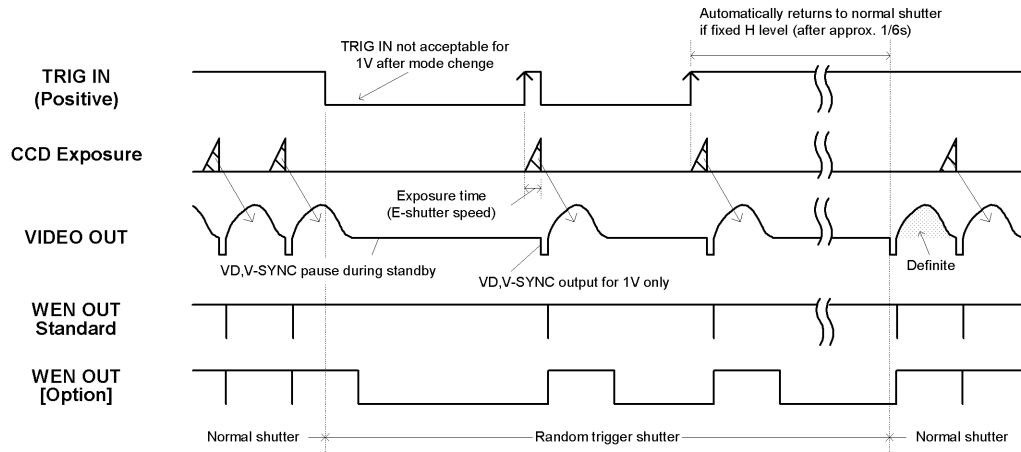 Automatically returns to normal shutter
if fixed H level (after approx. 1/6s)
TRIG IN not acceptable for
1V after mode chenge
TRIG IN
(Positive)
CCD Exposure
Exposure time
(E-shutter speed)
VIDEO OUT
VD,V-SYNC pause during standby
VD,V-SYNC output for 1V only
Definite
WEN OUT
Standard
WEN OUT
[Option]
Normal shutter
Random trigger shutter
Normal shutter